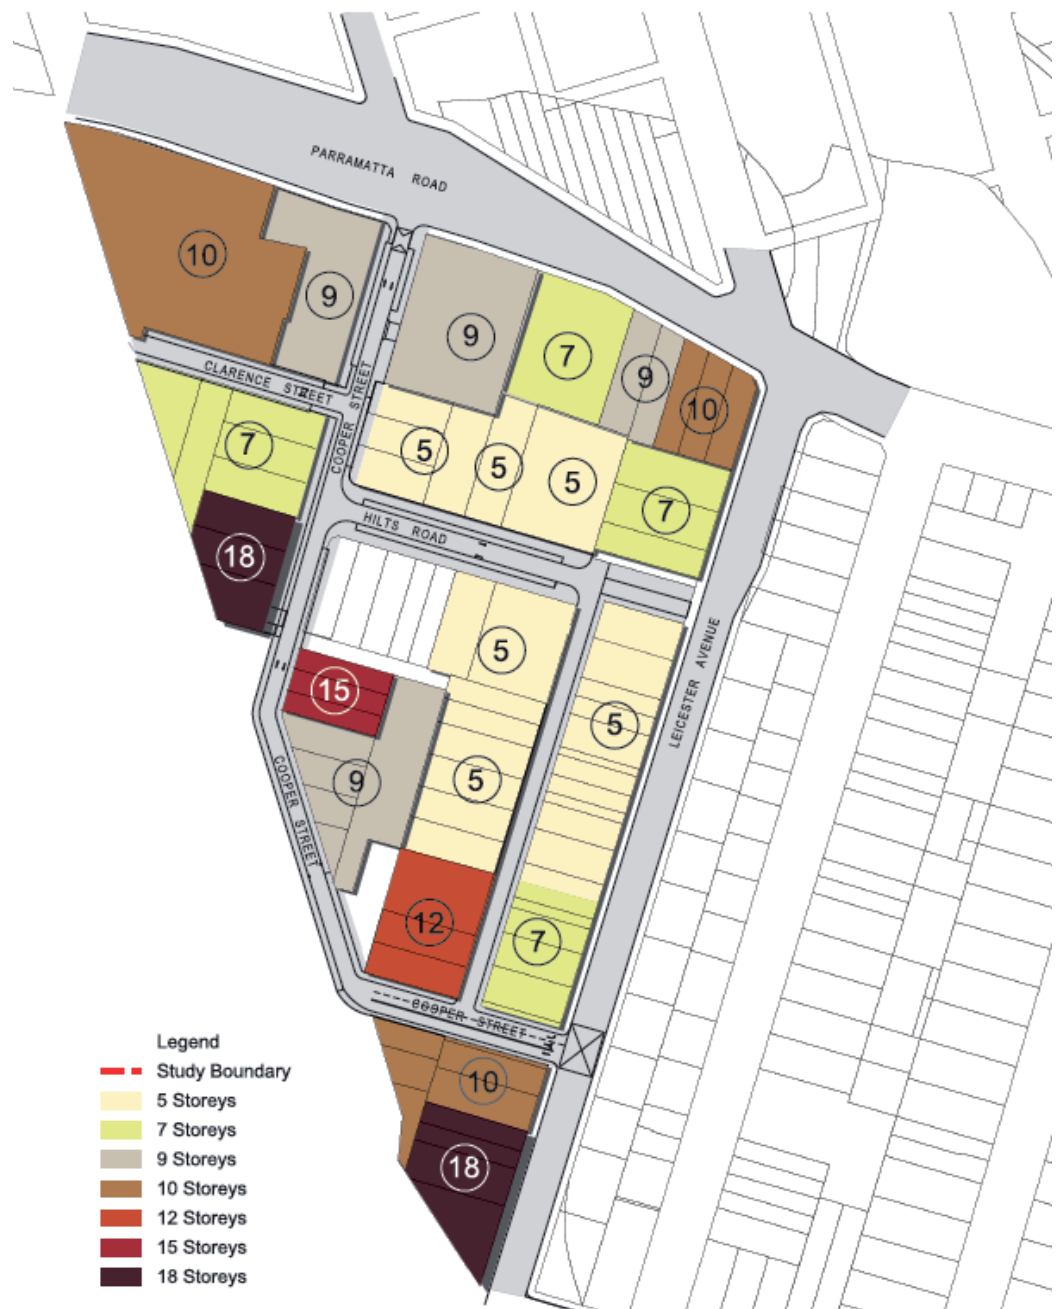 PARRAMATTA ROAD
10
9
9
7
9
10
CLARENCE STREET
COOPER STREET
7
5
5
5
7
HILTS ROAD
18
5
LEICESTER AVENUE
15
5
9
5
COOPER STREET
12
7
COOPER STREET
10
18
Legend
Study Boundary
5 Storeys
7 Storeys
9 Storeys
10 Storeys
12 Storeys
15 Storeys
18 Storeys